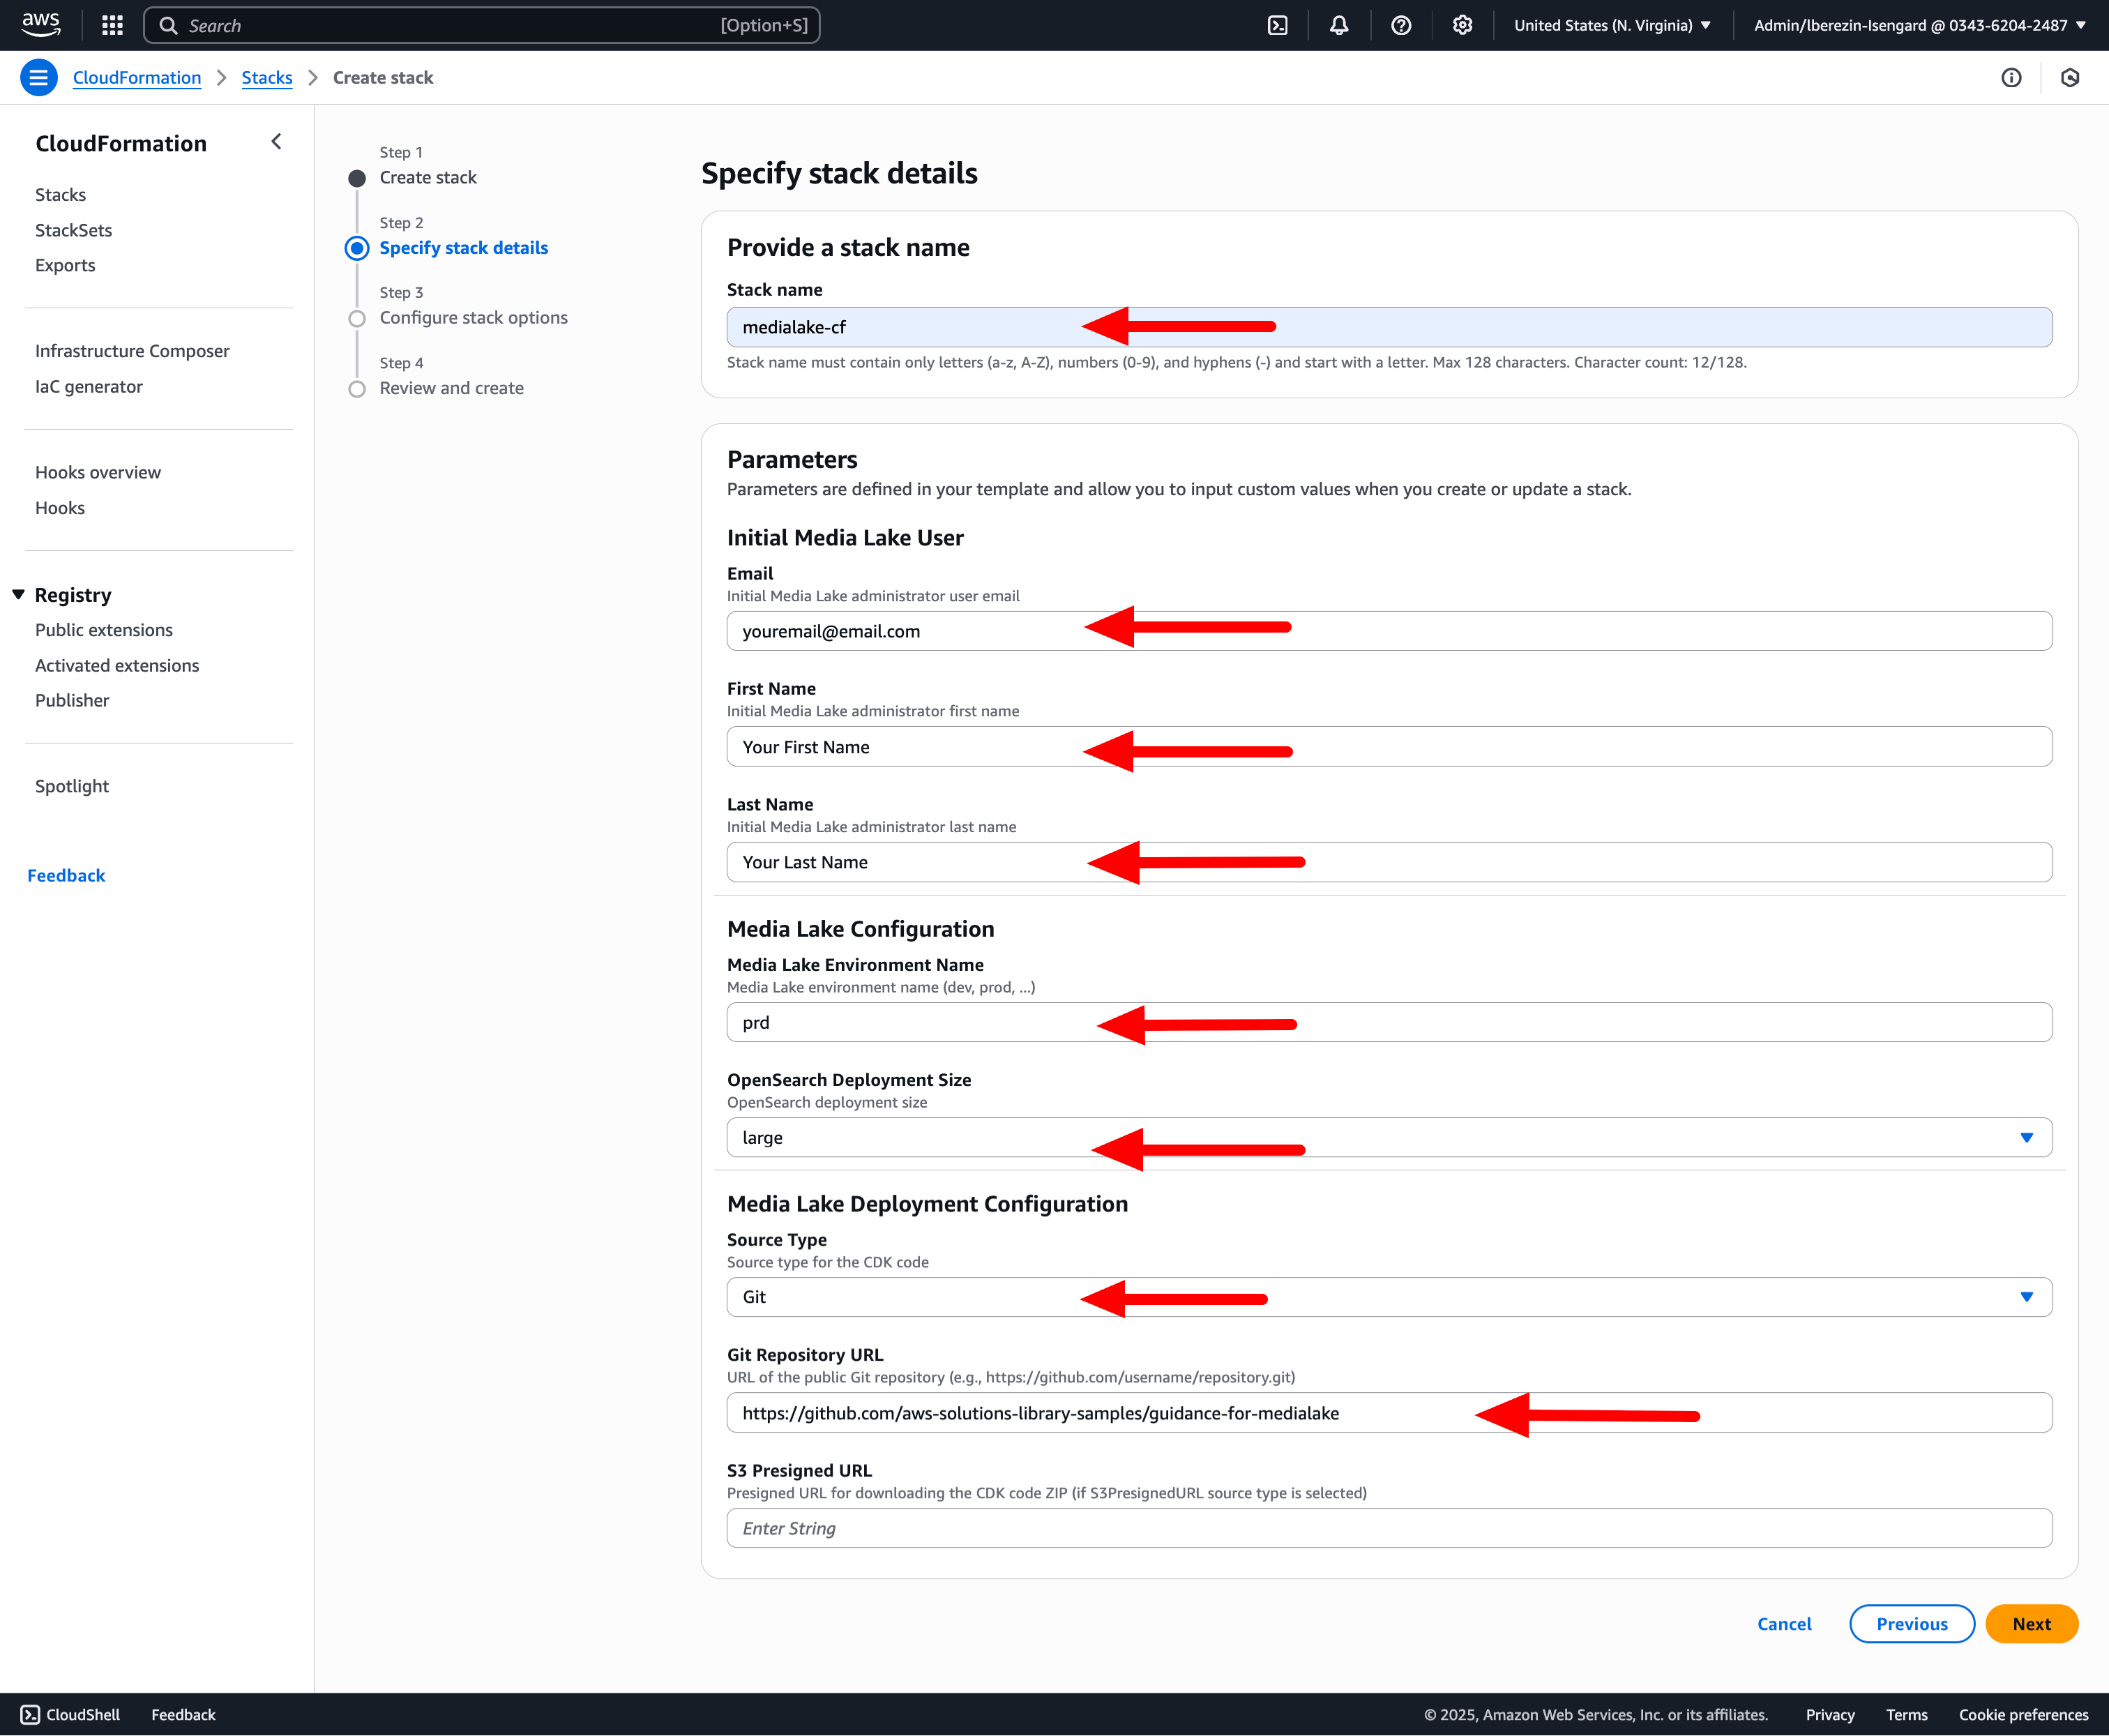 aws
Search [Option+S]
United States (N. Virginia)
Admin/lberezin-Isengard @ 0343-6204-2487
CloudFormation
Stacks
Create stack
CloudFormation
Stacks
StackSets
Exports
Infrastructure Composer
IaC generator
Hooks overview
Hooks
Registry
Public extensions
Activated extensions
Publisher
Spotlight
Feedback
Step 1
Create stack
Step 2
Specify stack details
Step 3
Configure stack options
Step 4
Review and create
Specify stack details
Provide a stack name
Stack name
medialake-cf
Stack name must contain only letters (a-z, A-Z), numbers (0-9), and hyphens (-) and start with a letter. Max 128 characters. Character count: 12/128.
Parameters
Parameters are defined in your template and allow you to input custom values when you create or update a stack.
Initial Media Lake User
Email
Initial Media Lake administrator user email
youremail@email.com
First Name
Initial Media Lake administrator first name
Your First Name
Last Name
Initial Media Lake administrator last name
Your Last Name
Media Lake Configuration
Media Lake Environment Name
Media Lake environment name (dev, prod, ...)
prd
OpenSearch Deployment Size
OpenSearch deployment size
large
Media Lake Deployment Configuration
Source Type
Source type for the CDK code
Git
Git Repository URL
URL of the public Git repository (e.g., https://github.com/username/repository.git)
https://github.com/aws-solutions-library-samples/guidance-for-medialake
S3 Presigned URL
Presigned URL for downloading the CDK code ZIP (if S3PresignedURL source type is selected)
Enter String
Cancel
Previous
Next
CloudShell
Feedback
© 2025, Amazon Web Services, Inc. or its affiliates.
Privacy
Terms
Cookie preferences